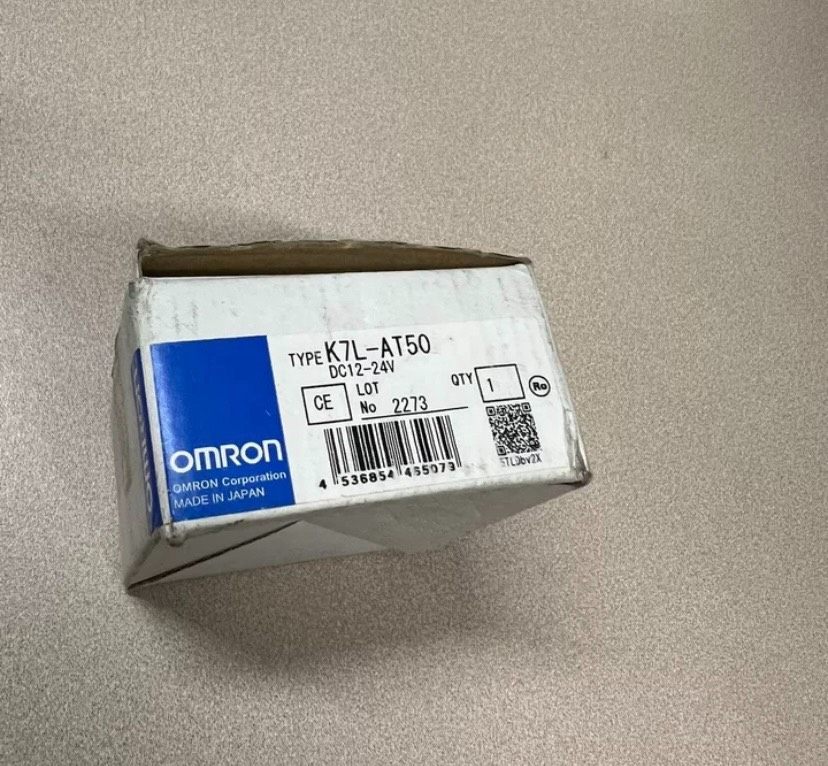 TYPE K7L-AT50
DC12-24V
CE
LOT
No 2273
QTY 1
OMRON
OMRON Corporation
MADE IN JAPAN
4 536854 455073